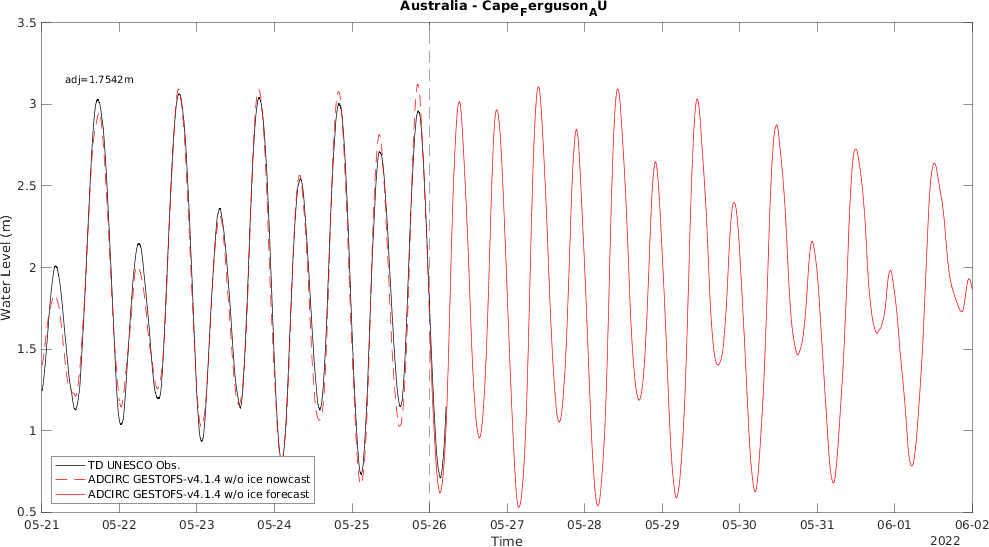 Australia - Cape_Ferguson_AU
3.5
3
2.5
2
1.5
1
0.5
Water Level (m)
adj=1.7542m
TD UNESCO Obs.
ADCIRC GESTOFS-v4.1.4 w/o ice nowcast
ADCIRC GESTOFS-v4.1.4 w/o ice forecast
05-21 05-22 05-23 05-24 05-25 05-26 05-27 05-28 05-29 05-30 05-31 06-01 06-02
Time
2022